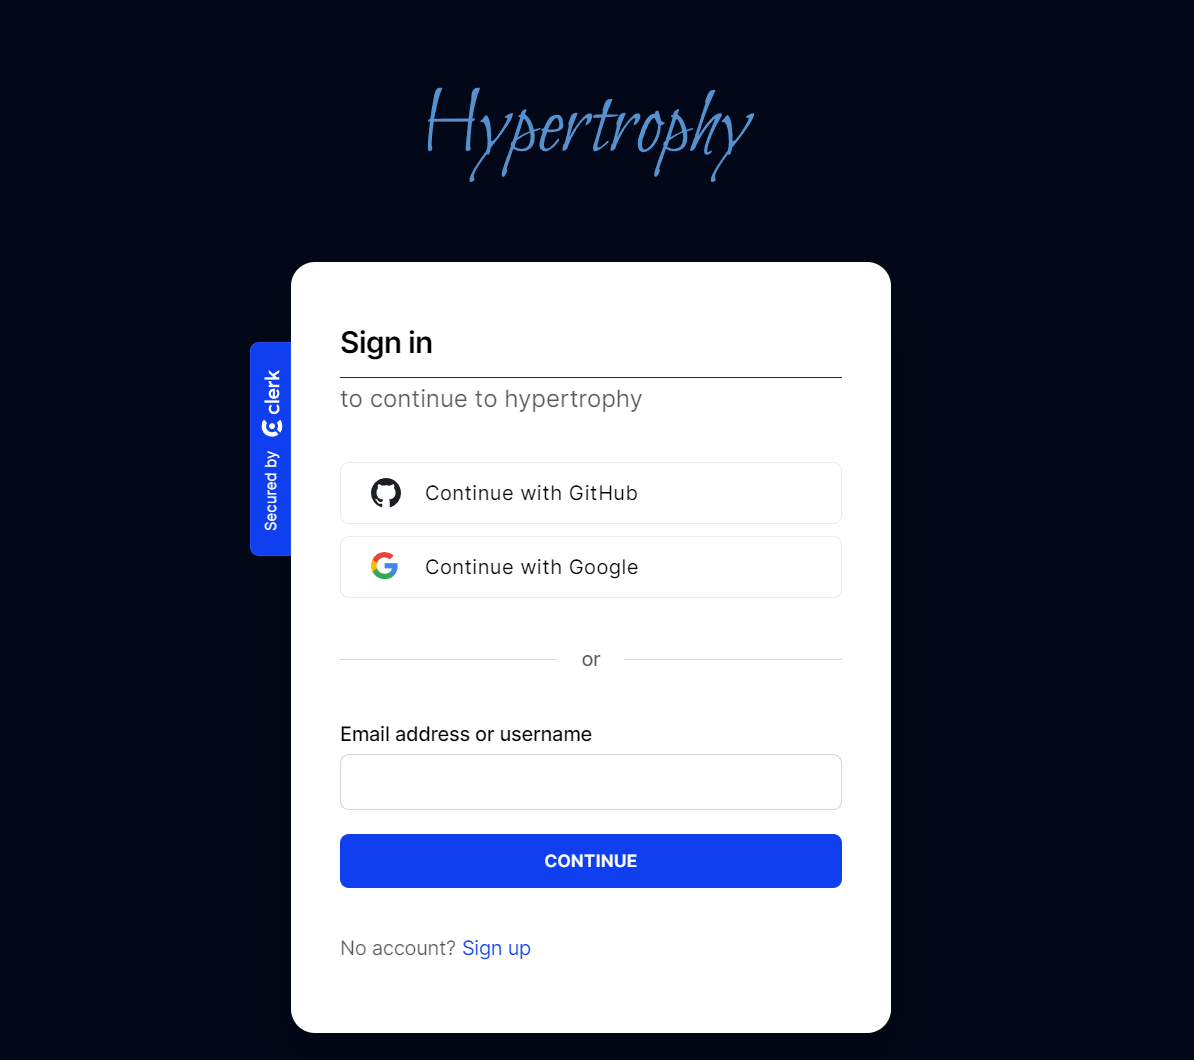 Hypertrophy
Sign in
to continue to hypertrophy
Secured by clerk
Continue with GitHub
Continue with Google
or
Email address or username
CONTINUE
No account? Sign up